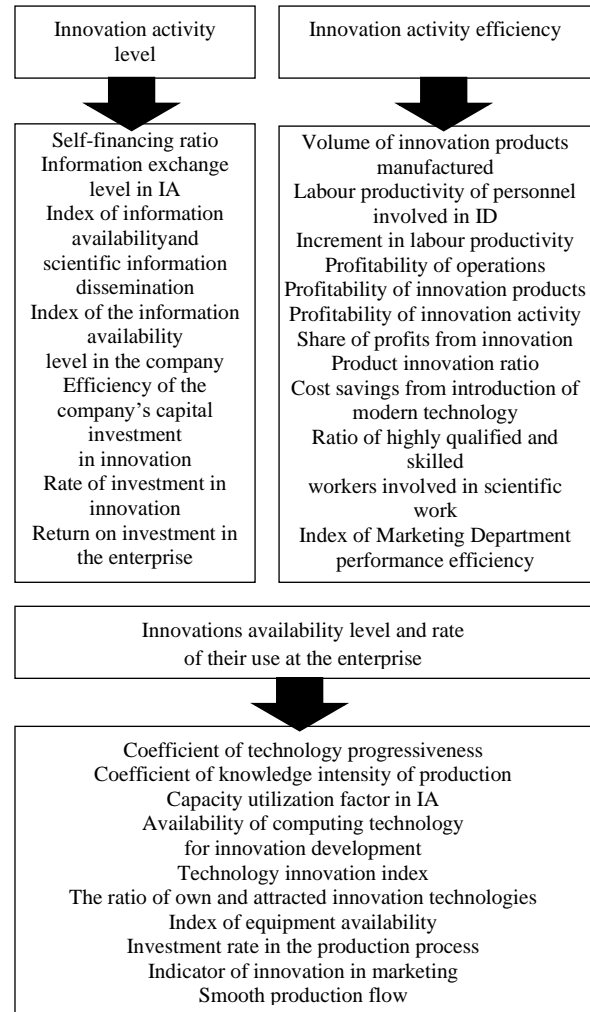 Innovation activity
level
Innovation activity efficiency
Self-financing ratio
Information exchange
level in IA
Index of information
availabilityand
scientific information
dissemination
Index of the information
availability
level in the company
Efficiency of the
company’s capital
investment
in innovation
Rate of investment in
innovation
Return on investment in
the enterprise
Volume of innovation products
manufactured
Labour productivity of personnel
involved in ID
Increment in labour productivity
Profitability of operations
Profitability of innovation products
Profitability of innovation activity
Share of profits from innovation
Product innovation ratio
Cost savings from introduction of
modern technology
Ratio of highly qualified and
skilled
workers involved in scientific
work
Index of Marketing Department
performance efficiency
Innovations availability level and rate
of their use at the enterprise
Coefficient of technology progressiveness
Coefficient of knowledge intensity of production
Capacity utilization factor in IA
Availability of computing technology
for innovation development
Technology innovation index
The ratio of own and attracted innovation technologies
Index of equipment availability
Investment rate in the production process
Indicator of innovation in marketing
Smooth production flow